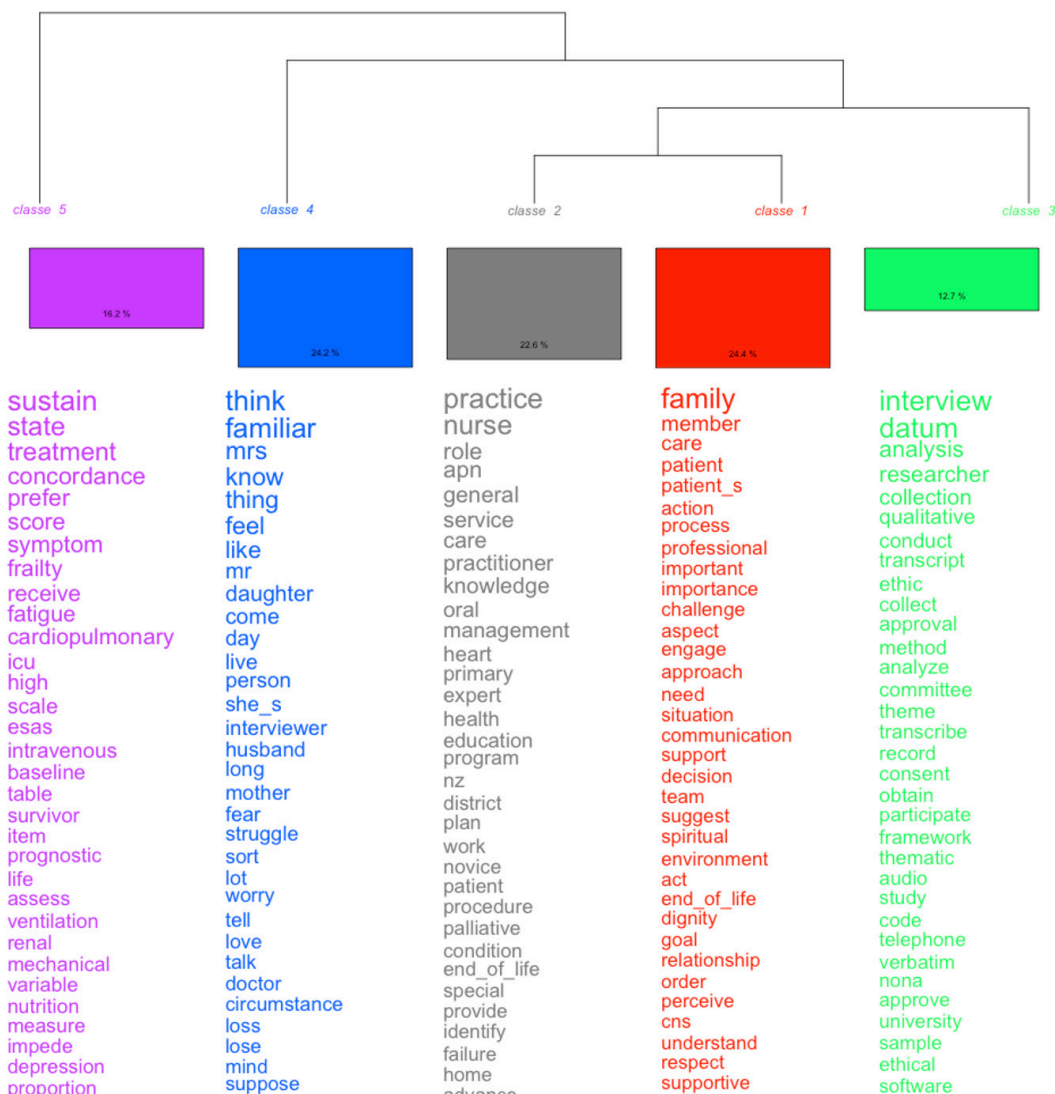 classe 5
classe 4
classe 2
classe 1
classe 3
16.2 %
24.2 %
22.6 %
24.4 %
12.7 %
sustain
state
treatment
concordance
prefer
score
symptom
frailty
receive
fatigue
cardiopulmonary
icu
high
scale
esas
intravenous
baseline
table
survivor
item
prognostic
life
assess
ventilation
renal
mechanical
variable
nutrition
measure
impede
depression
proportion
think
familiar
mrs
know
thing
feel
like
mr
daughter
come
day
live
person
she_s
interviewer
husband
long
mother
fear
struggle
sort
lot
worry
tell
love
talk
doctor
circumstance
loss
lose
mind
suppose
practice
nurse
role
apn
general
service
care
practitioner
knowledge
oral
management
heart
primary
expert
health
education
program
nz
district
plan
work
novice
patient
procedure
palliative
condition
end_of_life
special
provide
identify
failure
home
family
member
care
patient
patient_s
action
process
professional
important
importance
challenge
aspect
engage
approach
need
situation
communication
support
decision
team
suggest
spiritual
environment
act
end_of_life
dignity
goal
relationship
order
perceive
cns
understand
respect
supportive
interview
datum
analysis
researcher
collection
qualitative
conduct
transcript
ethic
collect
approval
method
analyze
committee
theme
transcribe
record
consent
obtain
participate
framework
thematic
audio
study
code
telephone
verbatim
nona
approve
university
sample
ethical
software